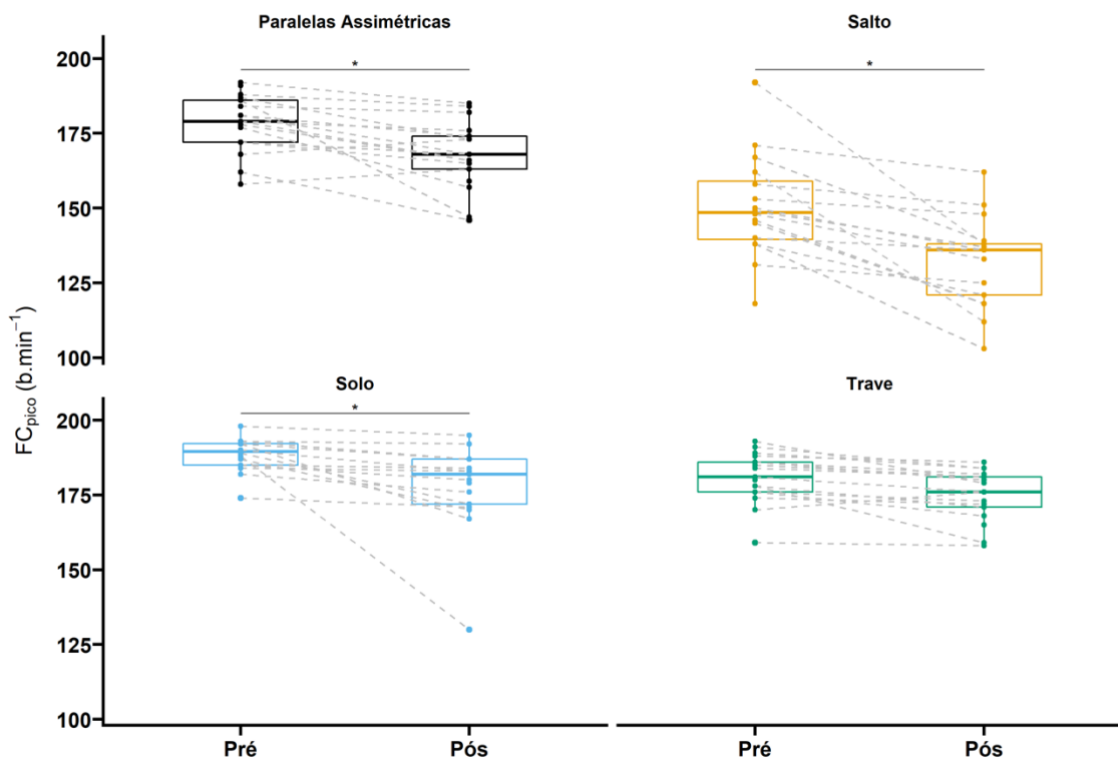 Paralelas Assimétricas
Salto
*
*
200
175
150
125
100
Solo
Trave
*
200
175
150
125
100
FCpico (b.min⁻¹)
Pré
Pós
Pré
Pós